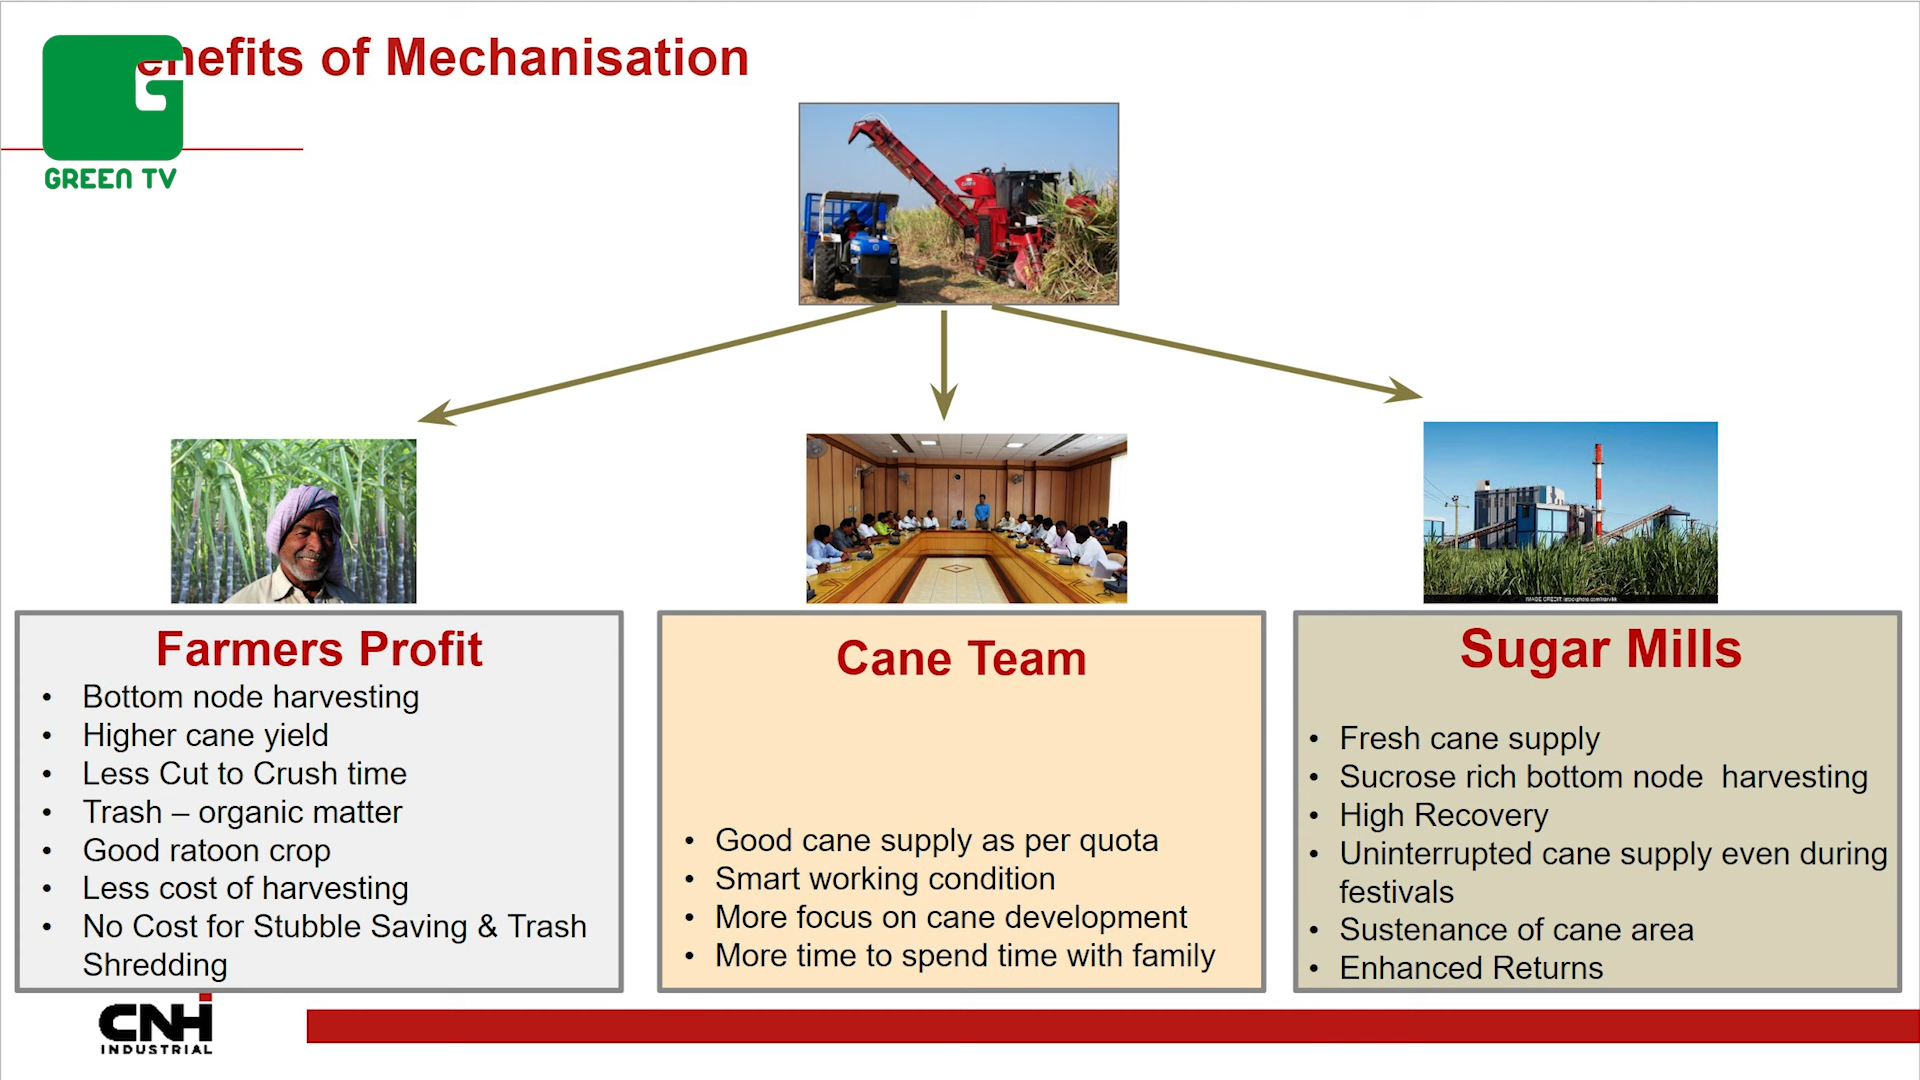 enefits of Mechanisation
GREEN TV
Farmers Profit
• Bottom node harvesting
• Higher cane yield
• Less Cut to Crush time
• Trash – organic matter
• Good ratoon crop
• Less cost of harvesting
• No Cost for Stubble Saving & Trash
Shredding
Cane Team
• Good cane supply as per quota
• Smart working condition
• More focus on cane development
• More time to spend time with family
Sugar Mills
• Fresh cane supply
• Sucrose rich bottom node harvesting
• High Recovery
• Uninterrupted cane supply even during
festivals
• Sustenance of cane area
• Enhanced Returns
CNH
INDUSTRIAL